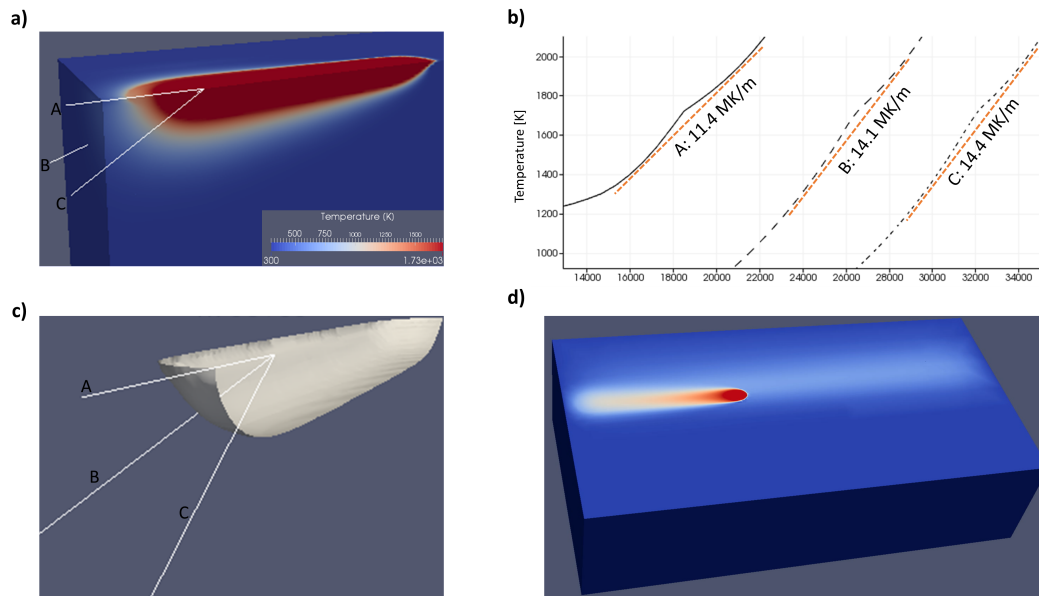 a)
A
B
C
Temperature (K)
500 750 1000 1250 1500
300 1.73e+03
b)
Temperature [K]
2000
1800
1600
1400
1200
1000
14000 16000 18000 20000 22000 24000 26000 28000 30000 32000 34000
A: 11.4 MK/m
B: 14.1 MK/m
C: 14.4 MK/m
c)
A
B
C
d)